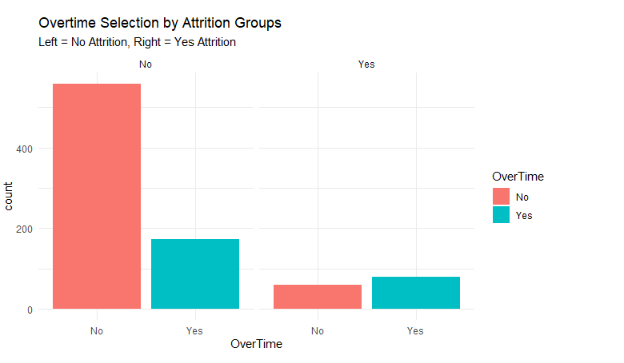 Overtime Selection by Attrition Groups
Left = No Attrition, Right = Yes Attrition
No
Yes
400
200
0
count
No
Yes
No
Yes
OverTime
OverTime
No
Yes